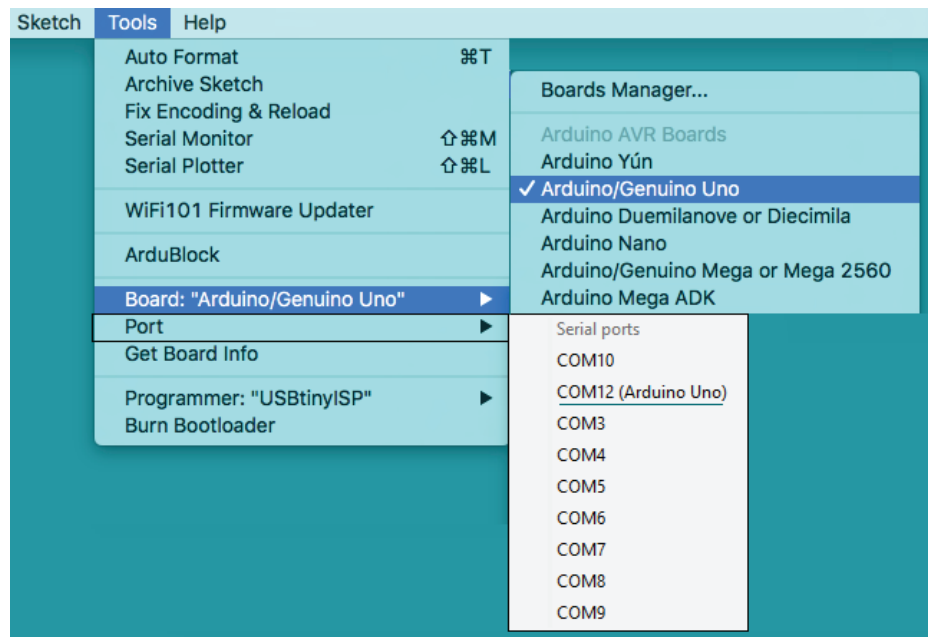 Sketch Tools Help
Auto Format ⌘T
Archive Sketch
Fix Encoding & Reload
Serial Monitor ⇧⌘M
Serial Plotter ⇧⌘L
WiFi101 Firmware Updater
ArduBlock
Board: "Arduino/Genuino Uno"
Port
Get Board Info
Programmer: "USBtinyISP"
Burn Bootloader
Boards Manager...
Arduino AVR Boards
Arduino Yún
✓ Arduino/Genuino Uno
Arduino Duemilanove or Diecimila
Arduino Nano
Arduino/Genuino Mega or Mega 2560
Arduino Mega ADK
Serial ports
COM10
COM12 (Arduino Uno)
COM3
COM4
COM5
COM6
COM7
COM8
COM9